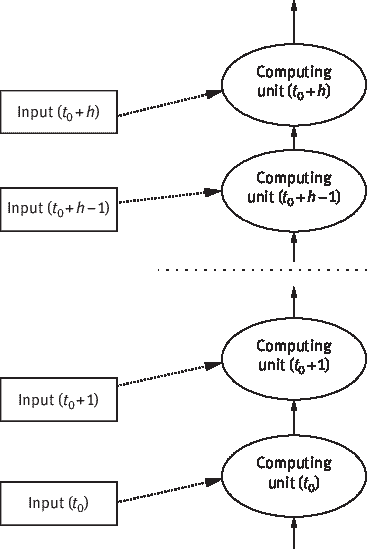 Computing
unit (t₀+h)
Input (t₀+h)
Computing
unit (t₀+h−1)
Input (t₀+h−1)
Computing
unit (t₀+1)
Input (t₀+1)
Computing
unit (t₀)
Input (t₀)